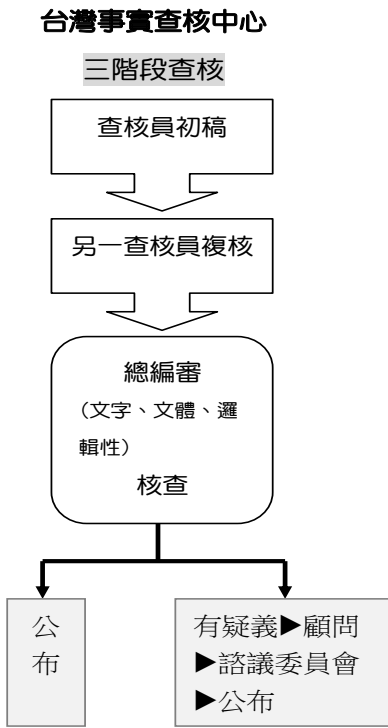 台灣事實查核中心
三階段查核
查核員初稿
另一查核員複核
總編審
(文字、文體、邏
輯性)
核查
公
布
有疑義▶顧問
▶諮議委員會
▶公布